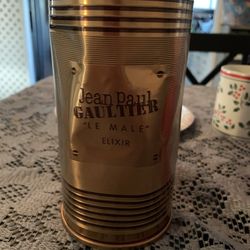 Jean Paul
GAULTIER
"LE MALE"
ELIXIR